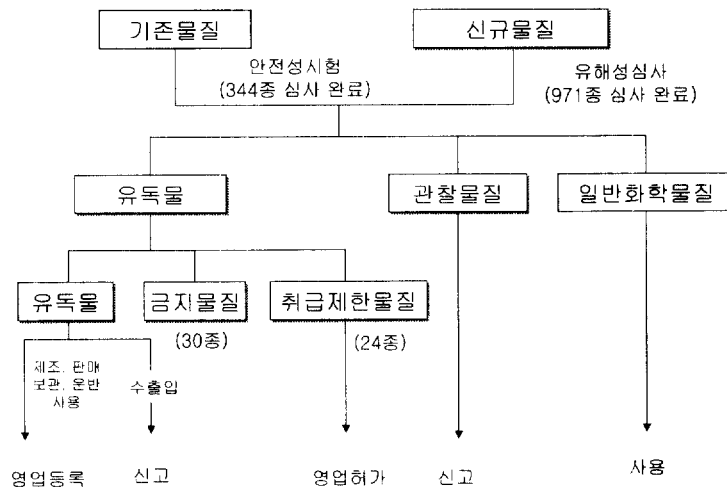 기존물질
신규물질
안전성시험
(344종 심사 완료)
유해성심사
(971종 심사 완료)
유독물
관찰물질
일반화학물질
유독물
금지물질
취급제한물질
(30종)
(24종)
제조, 판매
보관, 운반
사용
수출입
영업등록
신고
영업허가
신고
사용